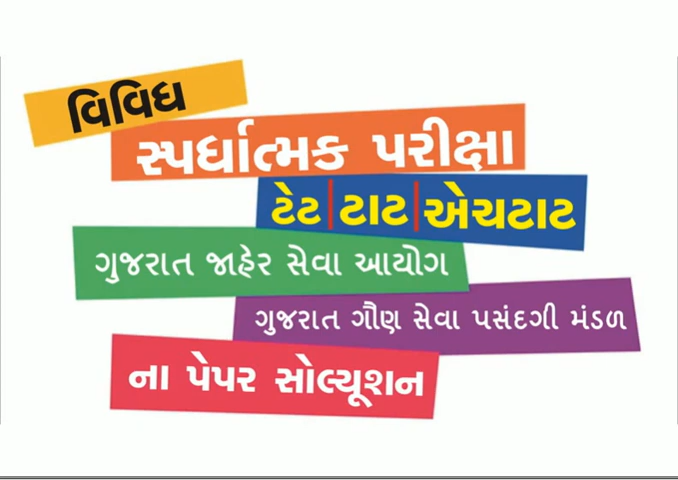 વિવિધ
સ્પર્ધાત્મક પરીક્ષા
ટેટ|ટાટ|એચટાટ
ગુજરાત જાહેર સેવા આયોગ
ગુજરાત ગૌણ સેવા પસંદગી મંડળ
ના પેપર સોલ્યૂશન